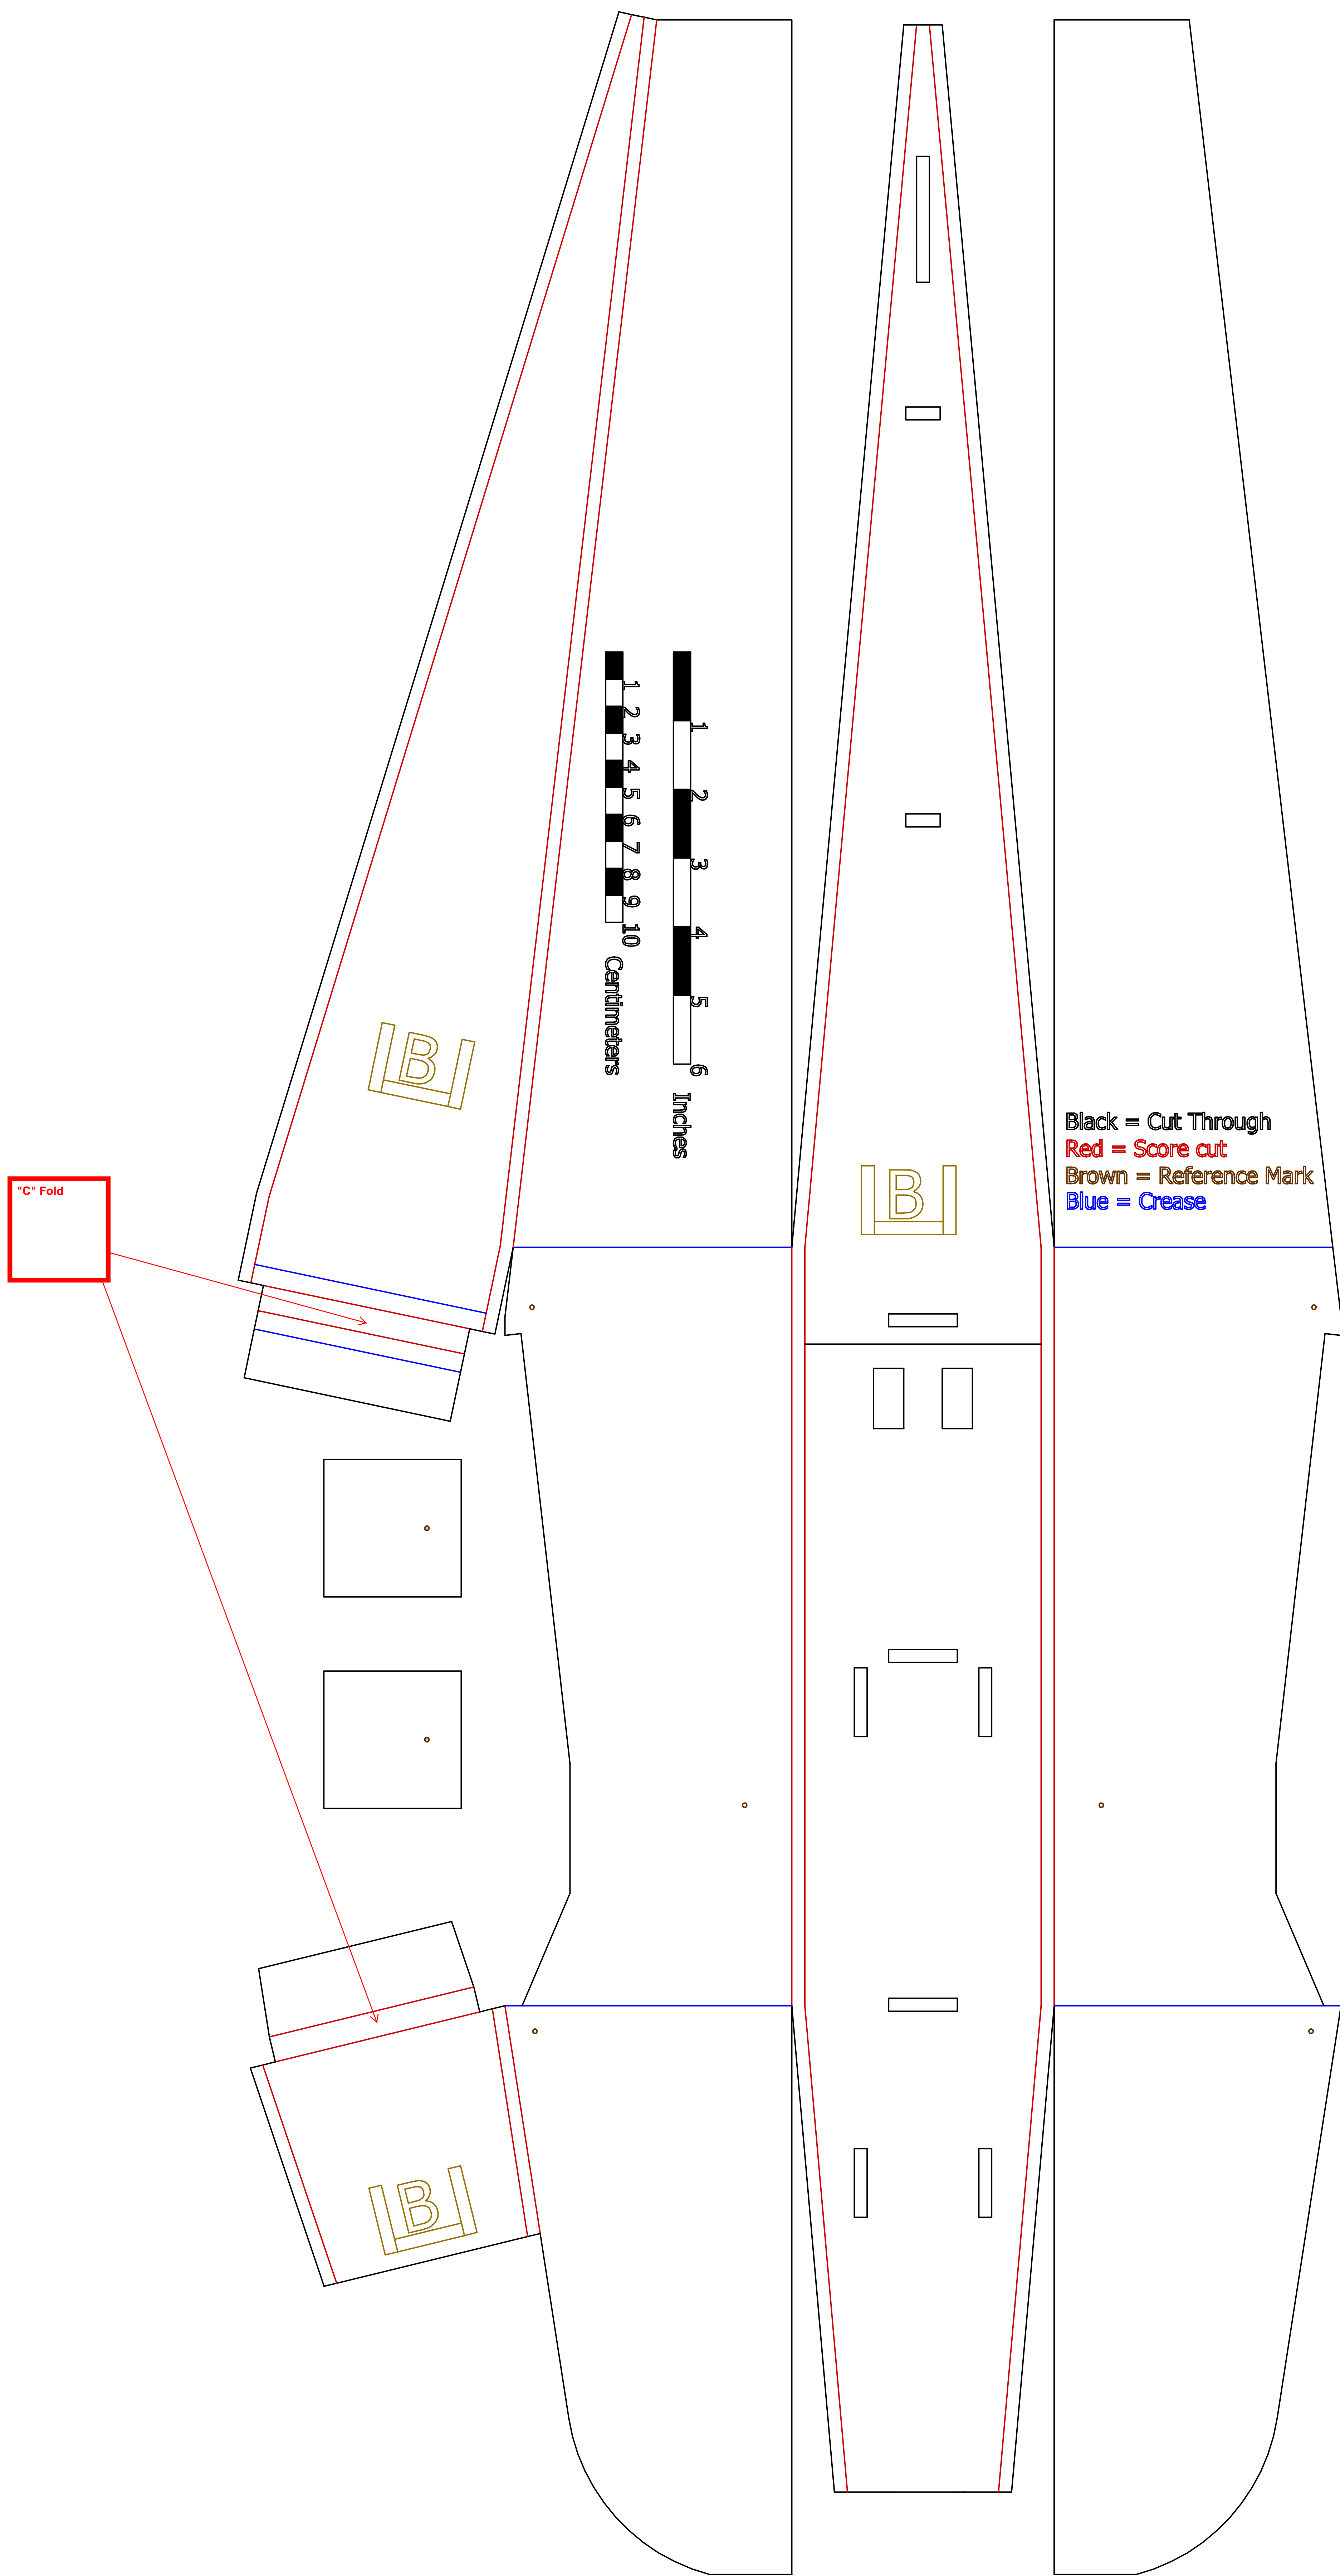 1
2
3
4
5
6
7
8
9
10
Centimeters
1
2
3
4
5
6
Inches
B
B
Black = Cut Through
Red = Score cut
Brown = Reference Mark
Blue = Crease
"C" Fold
B